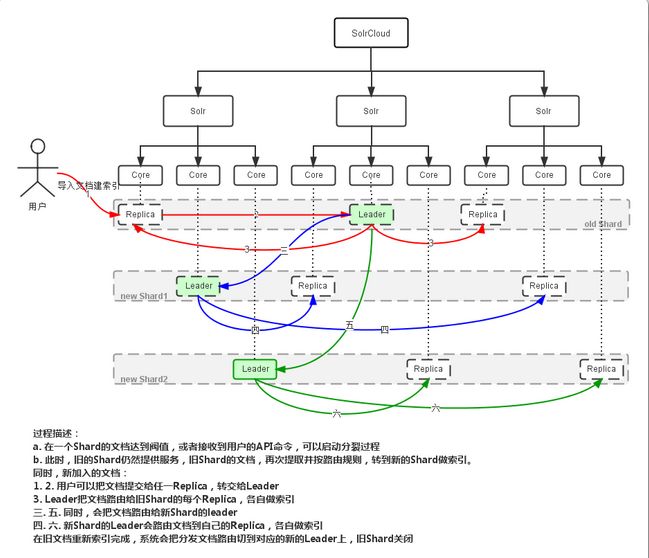 SolrCloud
Solr Solr Solr
Core Core Core Core Core Core Core Core Core
导入文档建索引
1
用户
Replica 2 Leader Replica
old Shard
3 三 3
Leader Replica Replica
new Shard1
四 五 四
Leader Replica Replica
new Shard2
六 六
过程描述：
a. 在一个Shard的文档达到阀值，或者接收到用户的API命令，可以启动分裂过程
b. 此时，旧的Shard仍然提供服务，旧Shard的文档，再次提取并按路由规则，转到新的Shard做索引。
同时，新加入的文档：
1. 2. 用户可以把文档提交给任一Replica，转交给Leader
3. Leader把文档路由给旧Shard的每个Replica，各自做索引
三. 五. 同时，会把文档路由给新Shard的leader
四. 六. 新Shard的Leader会路由文档到自己的Replica，各自做索引
在旧文档重新索引完成，系统会把分发文档路由切到对应的新的Leader上，旧Shard关闭